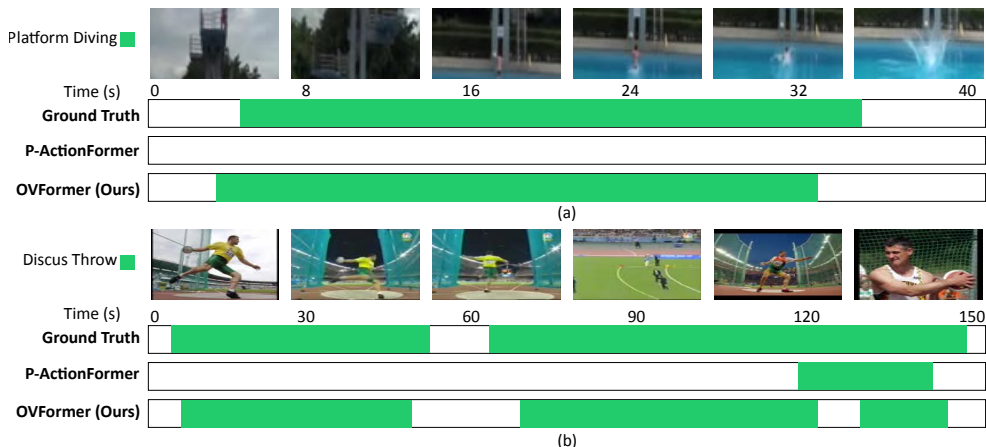 Platform Diving
Time (s) 0 8 16 24 32 40
Ground Truth
P-ActionFormer
OVFormer (Ours)
(a)
Discus Throw
Time (s) 0 30 60 90 120 150
Ground Truth
P-ActionFormer
OVFormer (Ours)
(b)